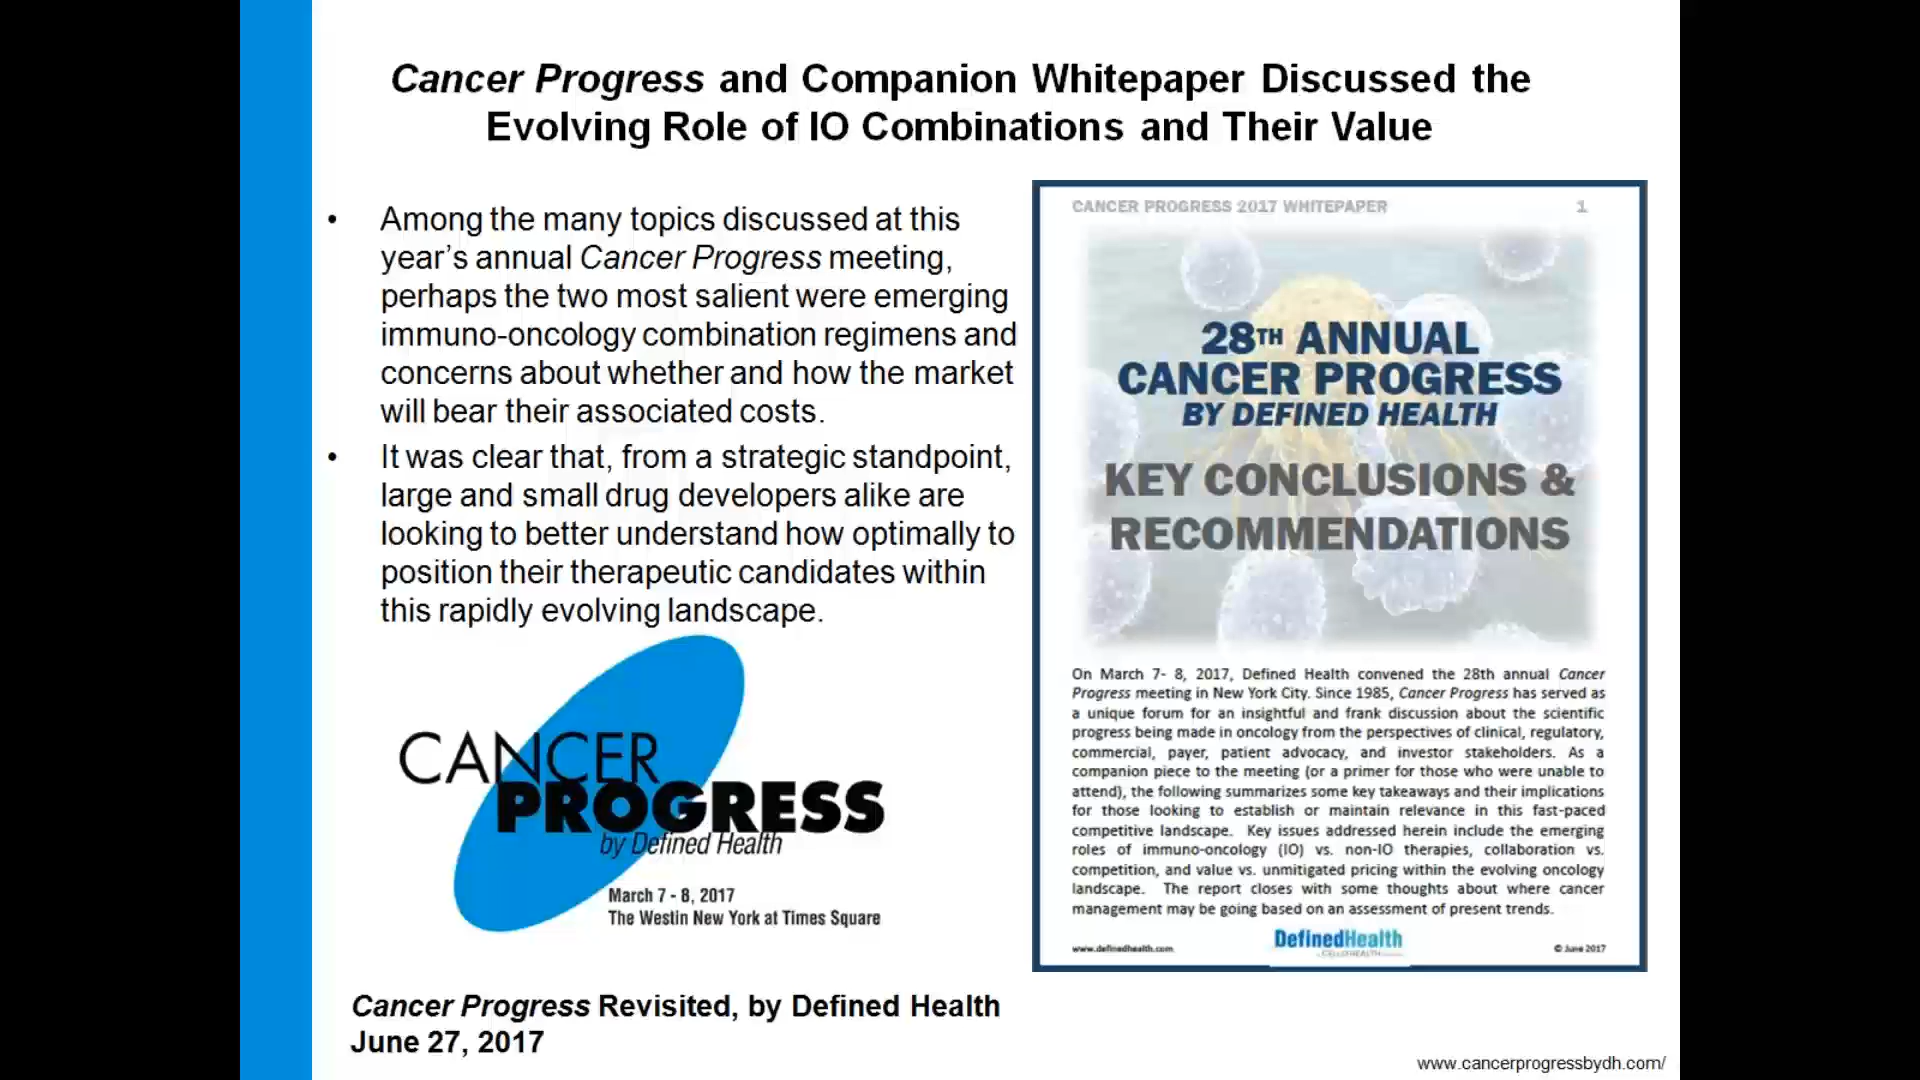 Cancer Progress and Companion Whitepaper Discussed the
Evolving Role of IO Combinations and Their Value
• Among the many topics discussed at this
year’s annual Cancer Progress meeting,
perhaps the two most salient were emerging
immuno-oncology combination regimens and
concerns about whether and how the market
will bear their associated costs.
• It was clear that, from a strategic standpoint,
large and small drug developers alike are
looking to better understand how optimally to
position their therapeutic candidates within
this rapidly evolving landscape.
CANCER
PROGRESS
by Defined Health
March 7 - 8, 2017
The Westin New York at Times Square
Cancer Progress Revisited, by Defined Health
June 27, 2017
CANCER PROGRESS 2017 WHITEPAPER 1
28TH ANNUAL
CANCER PROGRESS
BY DEFINED HEALTH
KEY CONCLUSIONS &
RECOMMENDATIONS
On March 7- 8, 2017, Defined Health convened the 28th annual Cancer
Progress meeting in New York City. Since 1985, Cancer Progress has served as
a unique forum for an insightful and frank discussion about the scientific
progress being made in oncology from the perspectives of clinical, regulatory,
commercial, payer, patient advocacy, and investor stakeholders. As a
companion piece to the meeting (or a primer for those who were unable to
attend), the following summarizes some key takeaways and their implications
for those looking to establish or maintain relevance in this fast-paced
competitive landscape. Key issues addressed herein include the emerging
roles of immuno-oncology (IO) vs. non-IO therapies, collaboration vs.
competition, and value vs. unmitigated pricing within the evolving oncology
landscape. The report closes with some thoughts about where cancer
management may be going based on an assessment of present trends.
www.definedhealth.com DefinedHealth © June 2017
www.cancerprogressbydh.com/